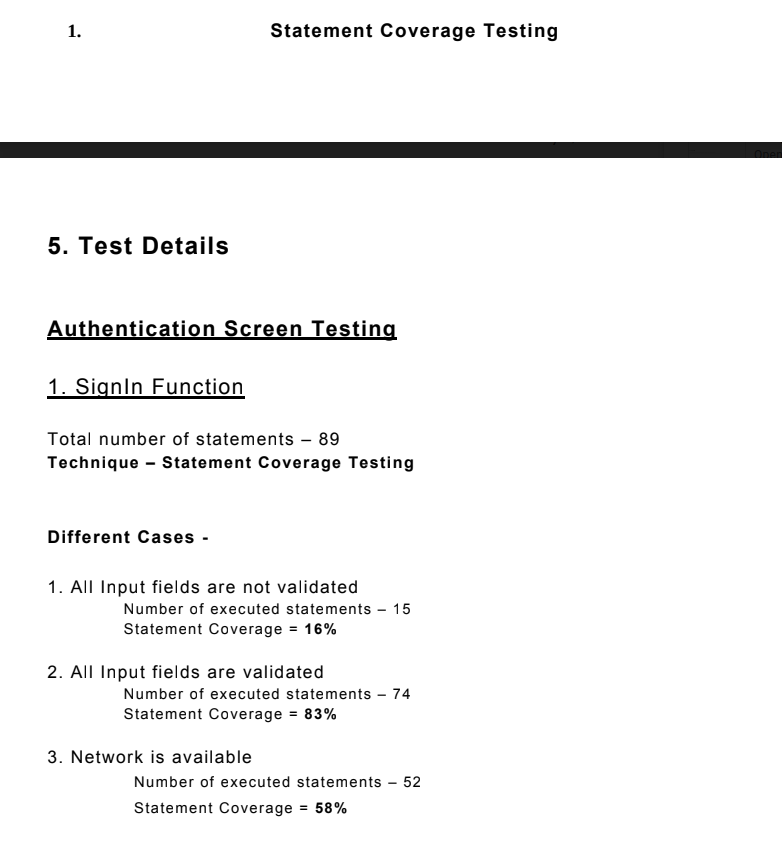 1. Statement Coverage Testing
5. Test Details
Authentication Screen Testing
1. SignIn Function
Total number of statements – 89
Technique – Statement Coverage Testing
Different Cases -
1. All Input fields are not validated
Number of executed statements – 15
Statement Coverage = 16%
2. All Input fields are validated
Number of executed statements – 74
Statement Coverage = 83%
3. Network is available
Number of executed statements – 52
Statement Coverage = 58%